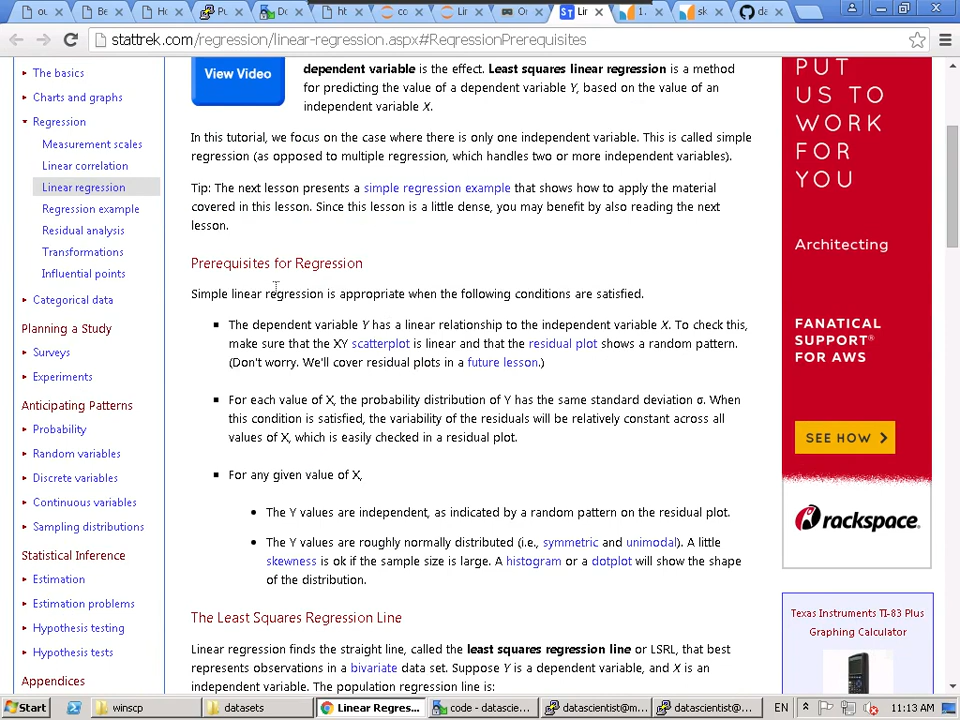 ou
Be
Ho
Pu
Do
ht
co
Lir
Or
Lir
1.
sk
da
stattrek.com/regression/linear-regression.aspx#RegressionPrerequisites
The basics
Charts and graphs
Regression
Measurement scales
Linear correlation
Linear regression
Regression example
Residual analysis
Transformations
Influential points
Categorical data
Planning a Study
Surveys
Experiments
Anticipating Patterns
Probability
Random variables
Discrete variables
Continuous variables
Sampling distributions
Statistical Inference
Estimation
Estimation problems
Hypothesis testing
Hypothesis tests
Appendices
View Video
dependent variable is the effect. Least squares linear regression is a method
for predicting the value of a dependent variable Y, based on the value of an
independent variable X.
In this tutorial, we focus on the case where there is only one independent variable. This is called simple
regression (as opposed to multiple regression, which handles two or more independent variables).
Tip: The next lesson presents a simple regression example that shows how to apply the material
covered in this lesson. Since this lesson is a little dense, you may benefit by also reading the next
lesson.
Prerequisites for Regression
Simple linear regression is appropriate when the following conditions are satisfied.
The dependent variable Y has a linear relationship to the independent variable X. To check this,
make sure that the XY scatterplot is linear and that the residual plot shows a random pattern.
(Don't worry. We'll cover residual plots in a future lesson.)
For each value of X, the probability distribution of Y has the same standard deviation σ. When
this condition is satisfied, the variability of the residuals will be relatively constant across all
values of X, which is easily checked in a residual plot.
For any given value of X,
The Y values are independent, as indicated by a random pattern on the residual plot.
The Y values are roughly normally distributed (i.e., symmetric and unimodal). A little
skewness is ok if the sample size is large. A histogram or a dotplot will show the shape
of the distribution.
The Least Squares Regression Line
Linear regression finds the straight line, called the least squares regression line or LSRL, that best
represents observations in a bivariate data set. Suppose Y is a dependent variable, and X is an
independent variable. The population regression line is:
PUT
US TO
WORK
FOR
YOU
Architecting
FANATICAL
SUPPORT®
FOR AWS
SEE HOW
rackspace.
Texas Instruments TI-83 Plus
Graphing Calculator
Start
winscp
datasets
Linear Regres...
code - datascie...
datascientist@m...
datascientist@...
EN
11:13 AM